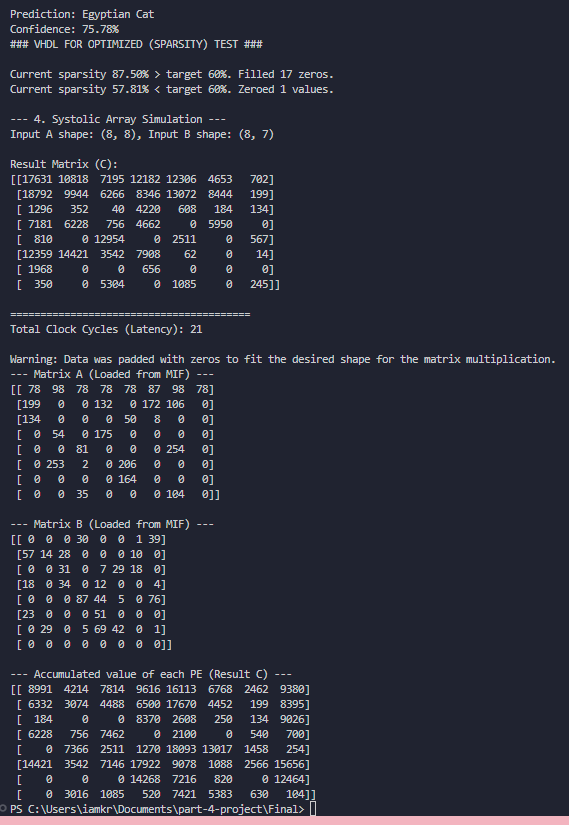 Prediction: Egyptian Cat
Confidence: 75.78%
### VHDL FOR OPTIMIZED (SPARSITY) TEST ###
Current sparsity 87.50% > target 60%. Filled 17 zeros.
Current sparsity 57.81% < target 60%. Zeroed 1 values.
--- 4. Systolic Array Simulation ---
Input A shape: (8, 8), Input B shape: (8, 7)
Result Matrix (C):
[[17631 10818  7195 12182 12306  4653   702]
 [18792  9944  6266  8346 13072  8444   199]
 [ 1296   352    40  4220   608   184   134]
 [ 7181  6228   756  4662     0  5950     0]
 [  810     0 12954     0  2511     0   567]
 [12359 14421  3542  7908    62     0    14]
 [ 1968     0     0   656     0     0     0]
 [  350     0  5304     0  1085     0   245]]
========================================
Total Clock Cycles (Latency): 21
Warning: Data was padded with zeros to fit the desired shape for the matrix multiplication.
--- Matrix A (Loaded from MIF) ---
[[ 78  98  78  78  78  87  98  78]
 [199   0   0 132   0 172 106   0]
 [134   0   0   0  50   8   0   0]
 [  0  54   0 175   0   0   0   0]
 [  0   0  81   0   0   0 254   0]
 [  0 253   2   0 206   0   0   0]
 [  0   0   0   0 164   0   0   0]
 [  0   0  35   0   0   0 104   0]]
--- Matrix B (Loaded from MIF) ---
[[ 0  0  0 30  0  0  1 39]
 [57 14 28  0  0  0 10  0]
 [ 0  0 31  0  7 29 18  0]
 [18  0 34  0 12  0  0  4]
 [ 0  0  0 87 44  5  0 76]
 [23  0  0  0 51  0  0  0]
 [ 0 29  0  5 69 42  0  1]
 [ 0  0  0  0  0  0  0  0]]
--- Accumulated value of each PE (Result C) ---
[[ 8991  4214  7814  9616 16113  6768  2462  9380]
 [ 6332  3074  4488  6500 17670  4452   199  8395]
 [  184     0     0  8370  2608   250   134  9026]
 [ 6228   756  7462     0  2100     0   540   700]
 [    0  7366  2511  1270 18093 13017  1458   254]
 [14421  3542  7146 17922  9078  1088  2566 15656]
 [    0     0     0 14268  7216   820     0 12464]
 [    0  3016  1085   520  7421  5383   630   104]]
PS C:\Users\iamkr\Documents\part-4-project\Final>